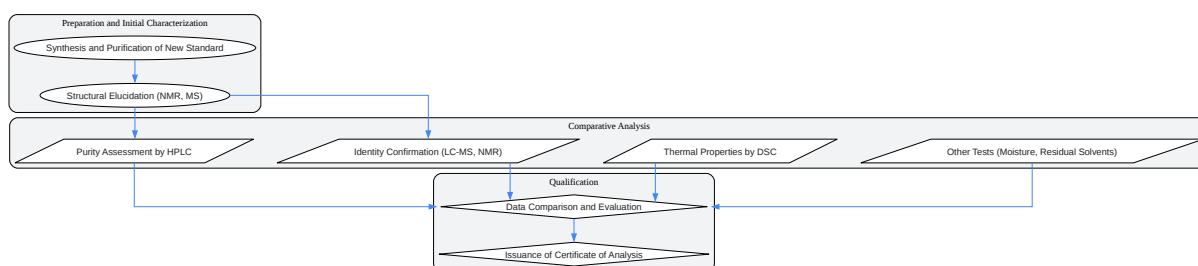 Preparation and Initial Characterization
Synthesis and Purification of New Standard
Structural Elucidation (NMR, MS)
Comparative Analysis
Purity Assessment by HPLC
Identity Confirmation (LC-MS, NMR)
Thermal Properties by DSC
Other Tests (Moisture, Residual Solvents)
Qualification
Data Comparison and Evaluation
Issuance of Certificate of Analysis